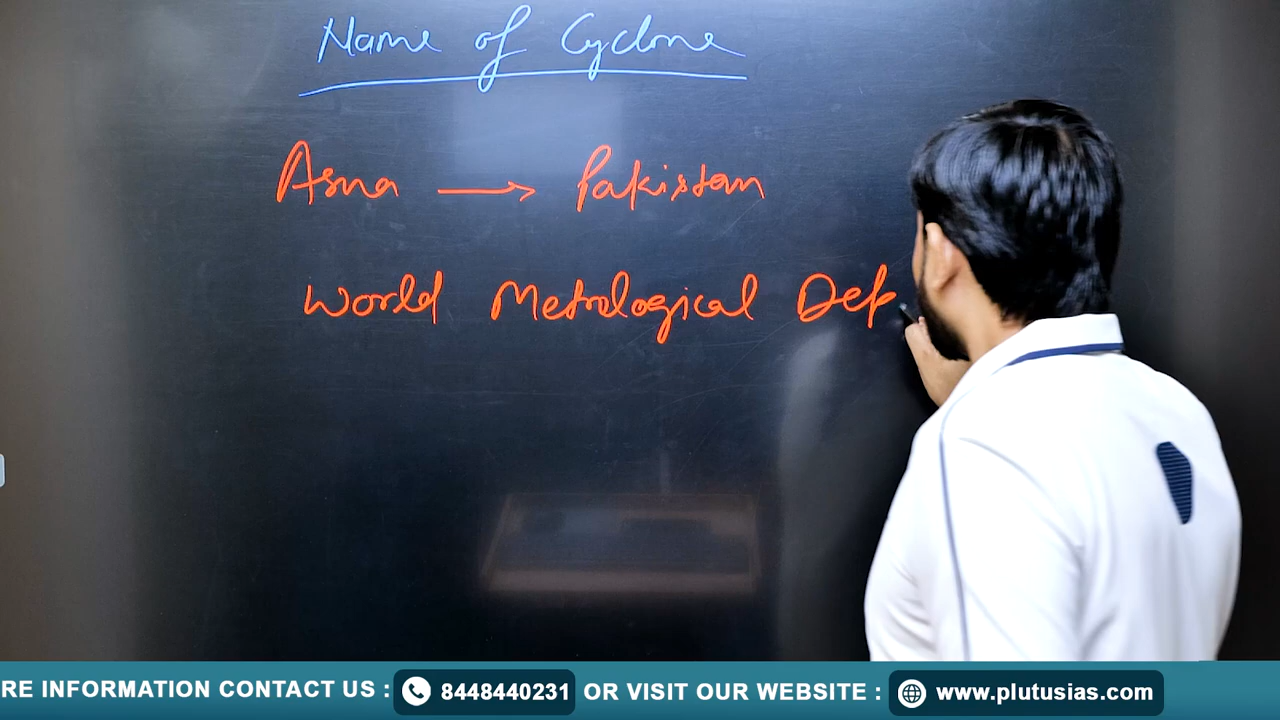 Name of Cyclone
Asna → Pakistan
World Metrological Dep
RE INFORMATION CONTACT US : 8448440231 OR VISIT OUR WEBSITE : www.plutusias.com